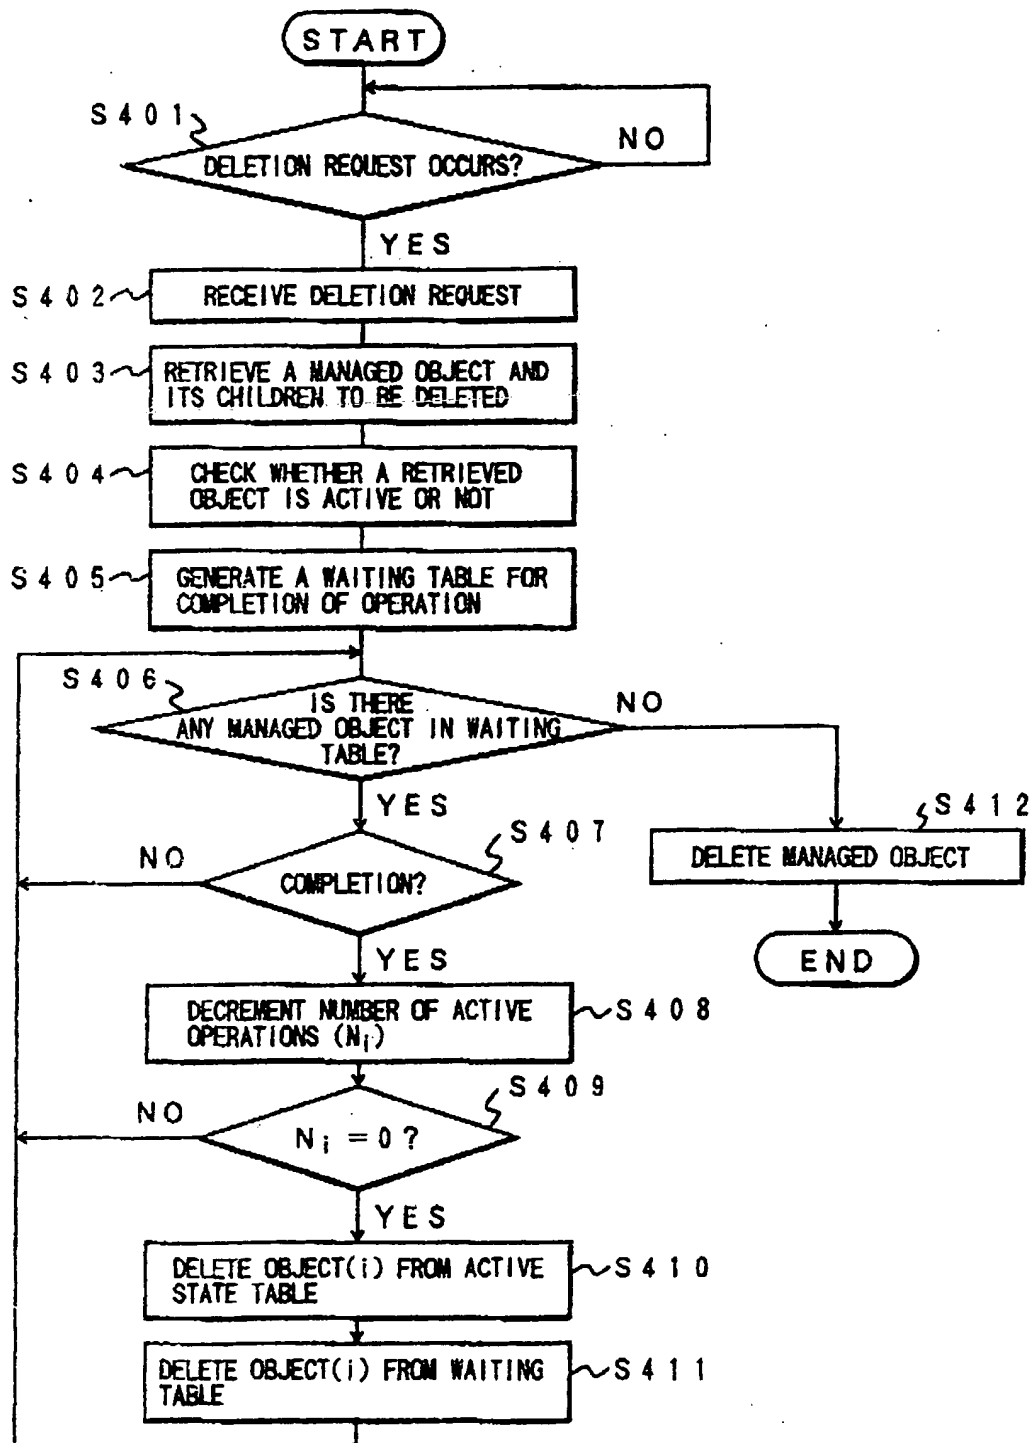 START
S401
NO
DELETION REQUEST OCCURS?
YES
S402
RECEIVE DELETION REQUEST
S403
RETRIEVE A MANAGED OBJECT AND
ITS CHILDREN TO BE DELETED
S404
CHECK WHETHER A RETRIEVED
OBJECT IS ACTIVE OR NOT
S405
GENERATE A WAITING TABLE FOR
COMPLETION OF OPERATION
S406
IS THERE
ANY MANAGED OBJECT IN WAITING
TABLE?
NO
YES
S412
DELETE MANAGED OBJECT
END
S407
NO
COMPLETION?
YES
DECREMENT NUMBER OF ACTIVE
OPERATIONS (Ni)
S408
S409
NO
Ni = 0 ?
YES
DELETE OBJECT(i) FROM ACTIVE
STATE TABLE
S410
DELETE OBJECT(i) FROM WAITING
TABLE
S411